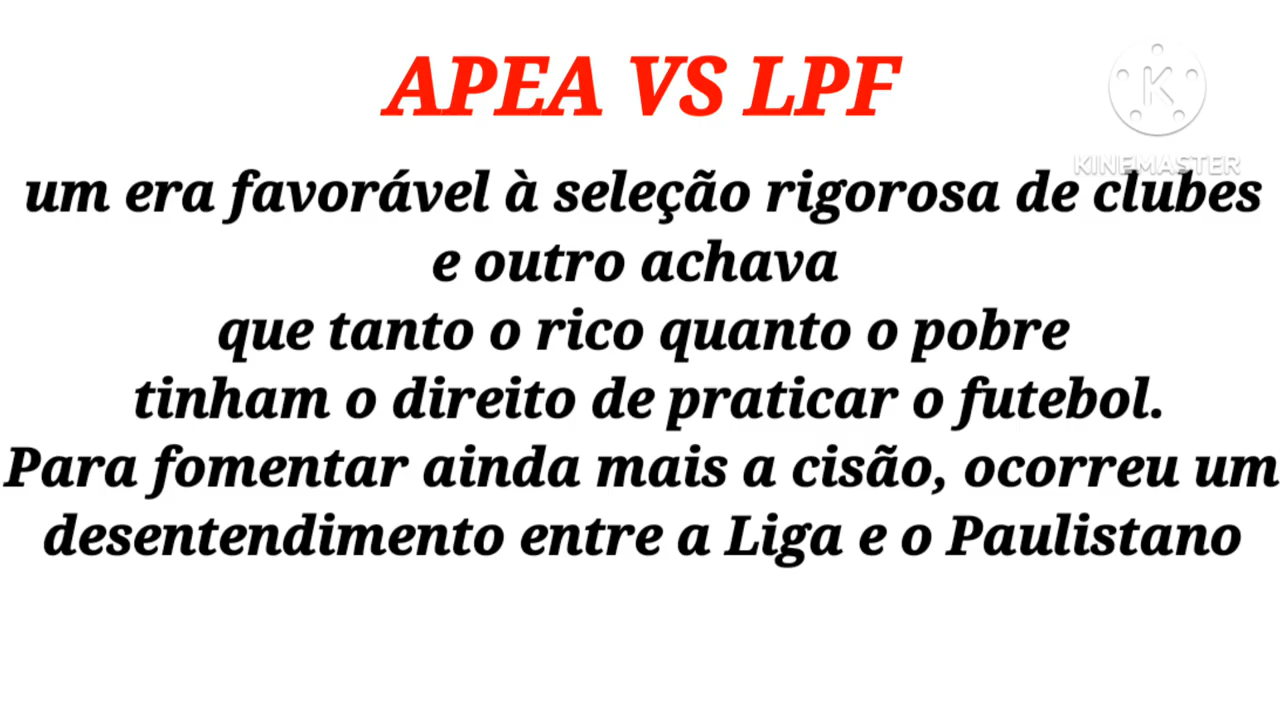 APEA VS LPF
KINEMASTER
um era favorável à seleção rigorosa de clubes
e outro achava
que tanto o rico quanto o pobre
tinham o direito de praticar o futebol.
Para fomentar ainda mais a cisão, ocorreu um
desentendimento entre a Liga e o Paulistano